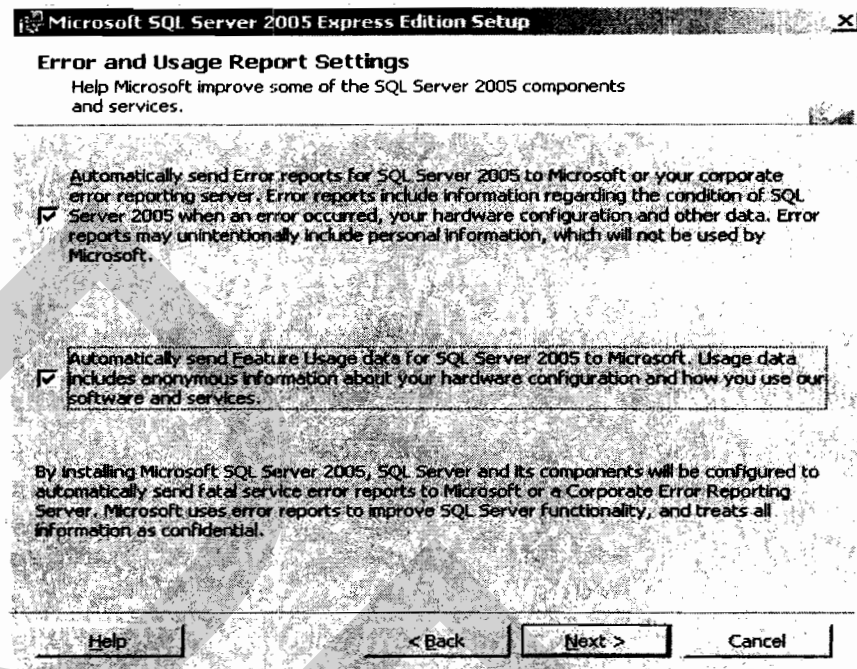 Microsoft SQL Server 2005 Express Edition Setup
Error and Usage Report Settings
Help Microsoft improve some of the SQL Server 2005 components
and services.
Automatically send Error reports for SQL Server 2005 to Microsoft or your corporate
error reporting server. Error reports include information regarding the condition of SQL
Server 2005 when an error occurred, your hardware configuration and other data. Error
reports may unintentionally include personal information, which will not be used by
Microsoft.
Automatically send Feature Usage data for SQL Server 2005 to Microsoft. Usage data
includes anonymous information about your hardware configuration and how you use our
software and services.
By installing Microsoft SQL Server 2005, SQL Server and its components will be configured to
automatically send fatal service error reports to Microsoft or a Corporate Error Reporting
Server. Microsoft uses error reports to improve SQL Server functionality, and treats all
information as confidential.
Help < Back Next > Cancel